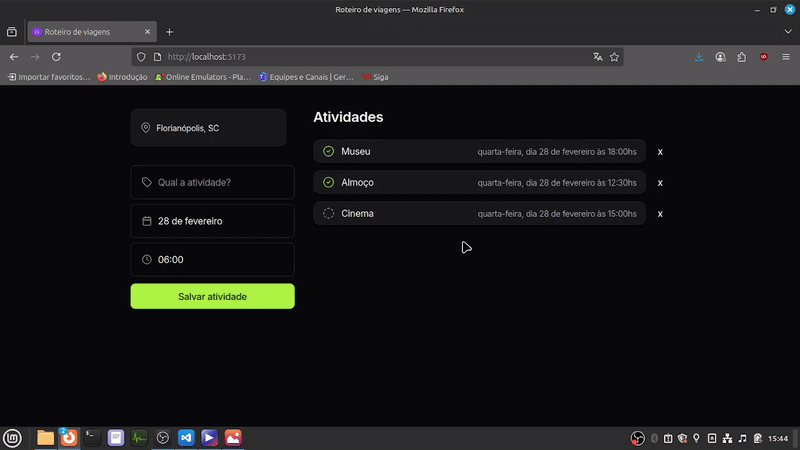 Roteiro de viagens — Mozilla Firefox
Roteiro de viagens
http://localhost:5173
Importar favoritos...
Introdução
Online Emulators - Pla...
Equipes e Canais | Ger...
Siga
Florianópolis, SC
Qual a atividade?
28 de fevereiro
06:00
Salvar atividade
Atividades
Museu quarta-feira, dia 28 de fevereiro às 18:00hs x
Almoço quarta-feira, dia 28 de fevereiro às 12:30hs x
Cinema quarta-feira, dia 28 de fevereiro às 15:00hs x
2
15:44